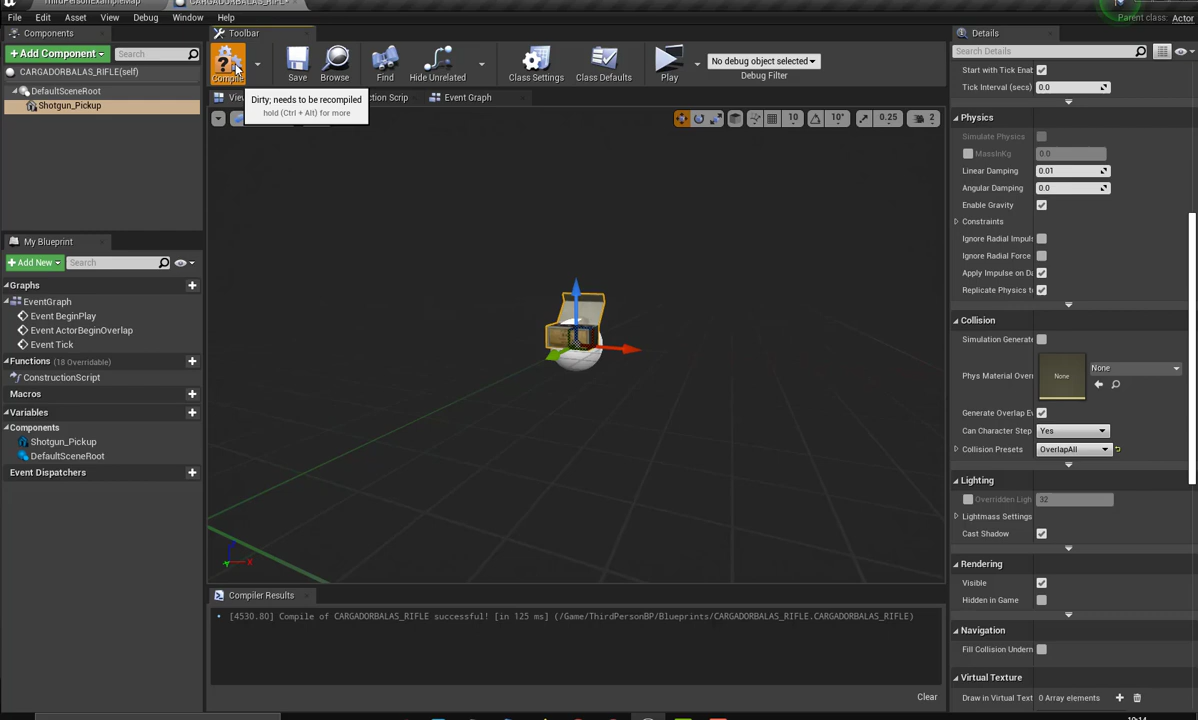 ThirdPersonExampleMap
CARGADORBALAS_RIFL
File Edit Asset View Debug Window Help
Parent class: Actor
Components
Toolbar
Details
+ Add Component
Search
CARGADORBALAS_RIFLE(self)
DefaultSceneRoot
Shotgun_Pickup
Compile
Save
Browse
Find
Hide Unrelated
Class Settings
Class Defaults
Play
No debug object selected
Debug Filter
Dirty; needs to be recompiled
hold (Ctrl + Alt) for more
Event Graph
10
10°
0.25
2
My Blueprint
+ Add New
Search
Graphs
EventGraph
Event BeginPlay
Event ActorBeginOverlap
Event Tick
Functions (18 Overridable)
ConstructionScript
Macros
Variables
Components
Shotgun_Pickup
DefaultSceneRoot
Event Dispatchers
X
Compiler Results
[4530.80] Compile of CARGADORBALAS_RIFLE successful! [in 125 ms] (/Game/ThirdPersonBP/Blueprints/CARGADORBALAS_RIFLE.CARGADORBALAS_RIFLE)
Clear
Search Details
Start with Tick Enab
Tick Interval (secs) 0.0
Physics
Simulate Physics
MassInKg 0.0
Linear Damping 0.01
Angular Damping 0.0
Enable Gravity
Constraints
Ignore Radial Impuls
Ignore Radial Force
Apply Impulse on Da
Replicate Physics to
Collision
Simulation Generate
Phys Material Overr None None
Generate Overlap Ev
Can Character Step Yes
Collision Presets OverlapAll
Lighting
Overridden Ligh 32
Lightmass Settings
Cast Shadow
Rendering
Visible
Hidden in Game
Navigation
Fill Collision Undern
Virtual Texture
Draw in Virtual Text 0 Array elements